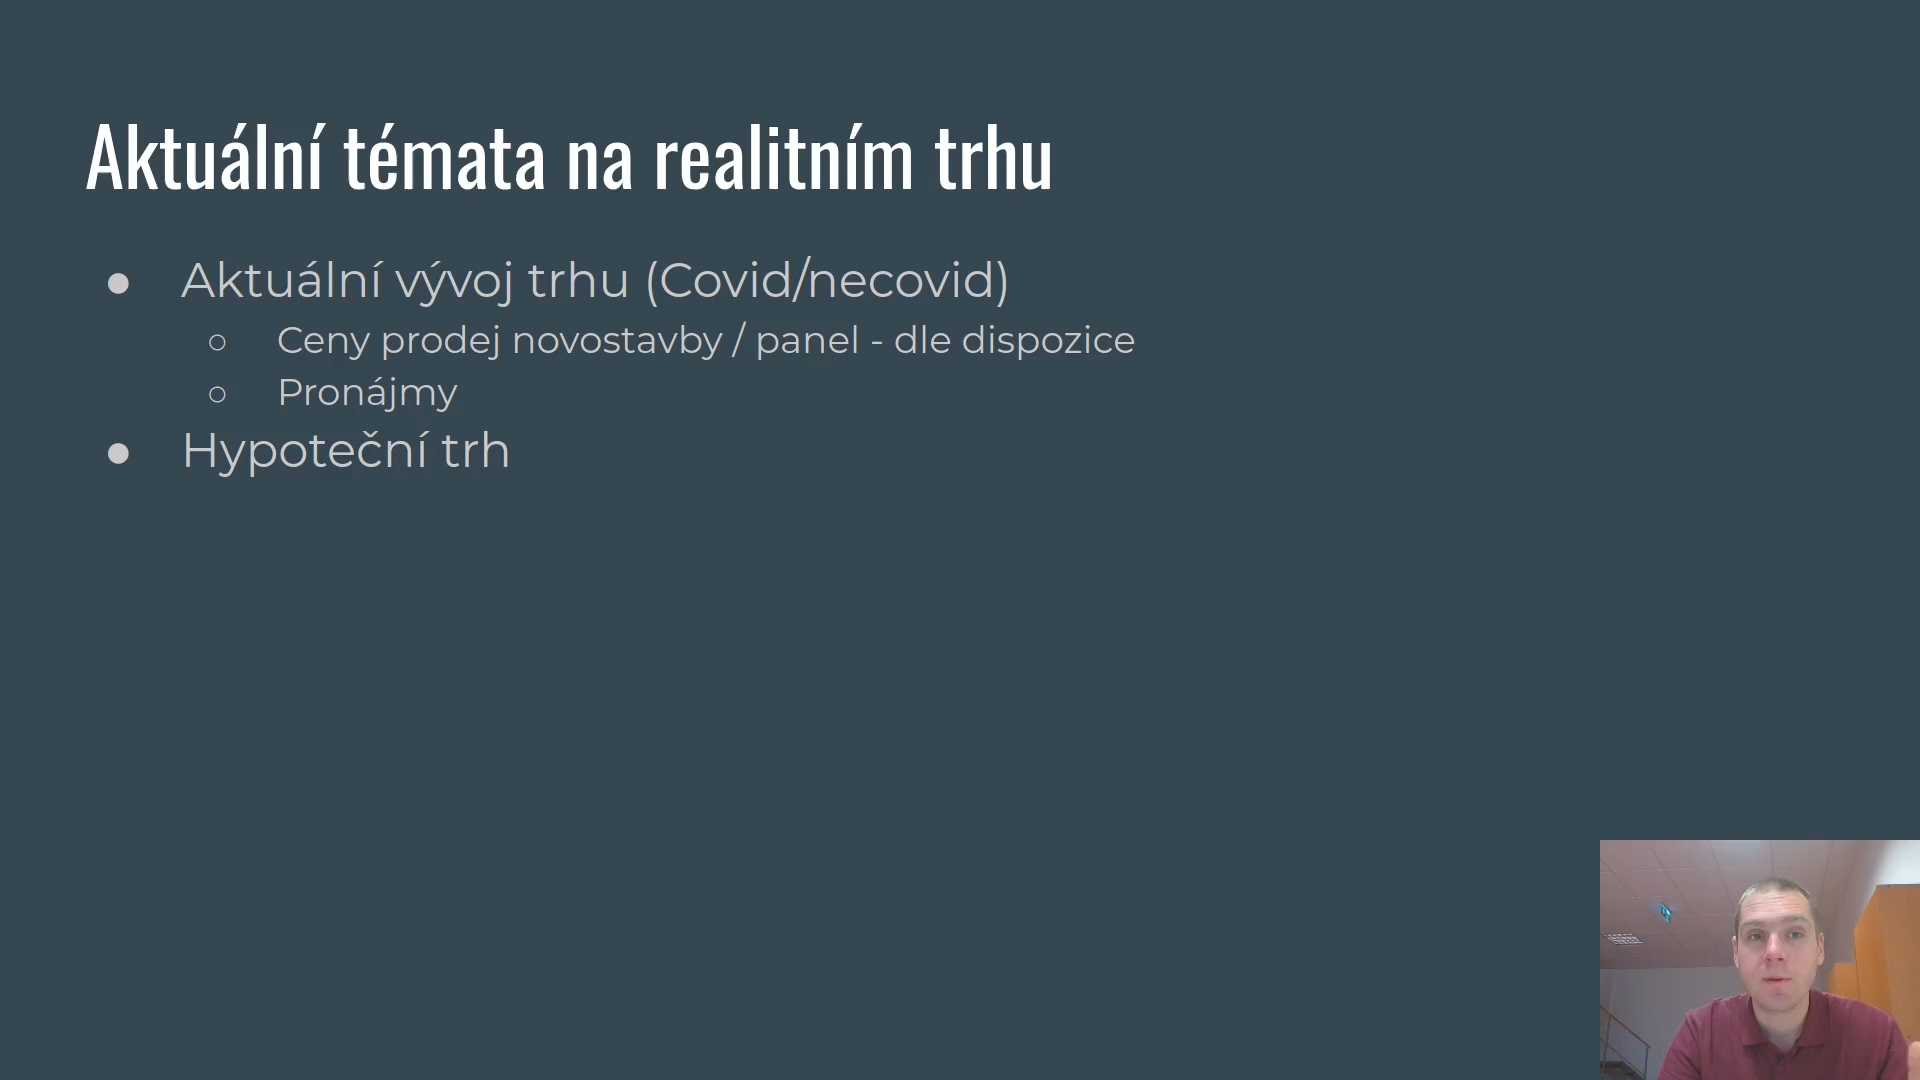 Aktuální témata na realitním trhu
● Aktuální vývoj trhu (Covid/necovid)
○ Ceny prodej novostavby / panel - dle dispozice
○ Pronájmy
● Hypoteční trh